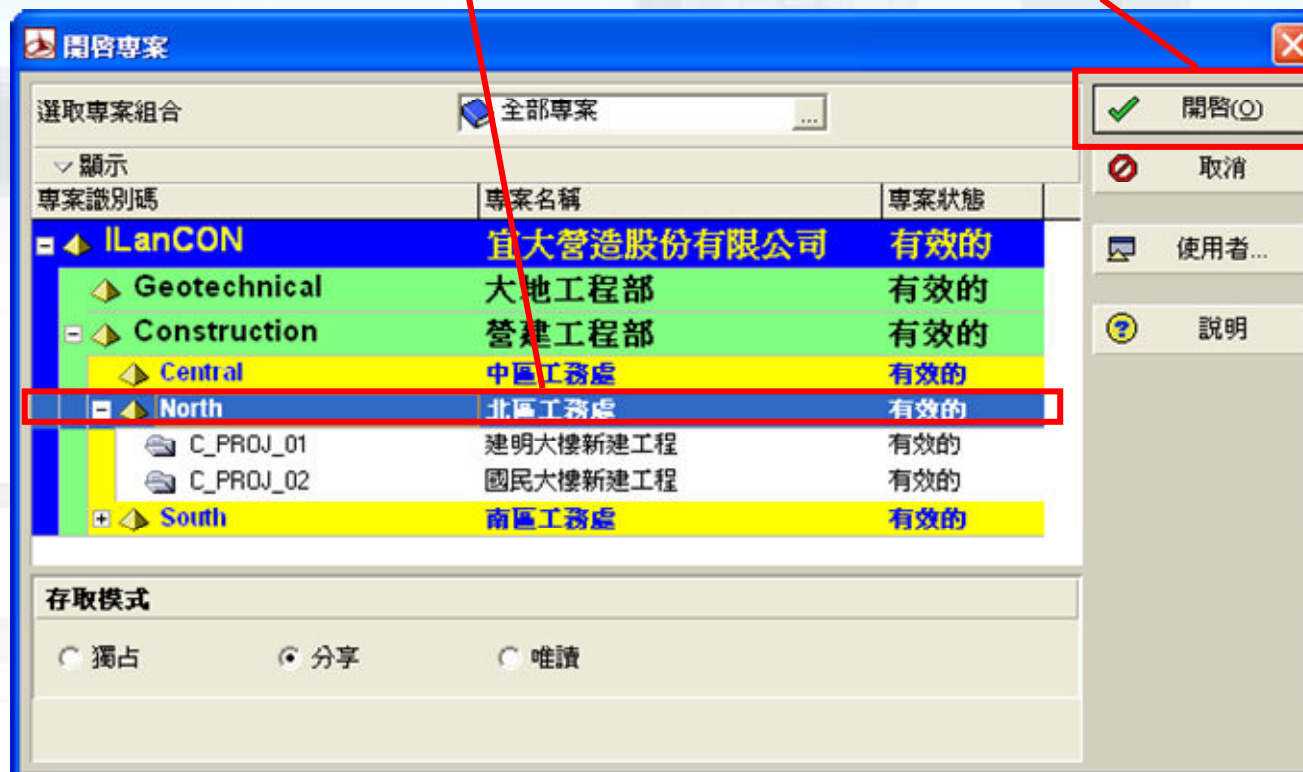 開啓専案
選取專案組合 全部專案 ...
開啓(O)
顯示
取消
專案識別碼 專案名稱 專案狀態
ILanCON 宜大營造股份有限公司 有效的
使用者...
Geotechnical 大地工程部 有效的
Construction 營建工程部 有效的
說明
Central 中區工務處 有效的
North 北區工務處 有效的
C_PROJ_01 建明大樓新建工程 有效的
C_PROJ_02 國民大樓新建工程 有效的
South 南區工務處 有效的
存取模式
獨占 分享 唯讀